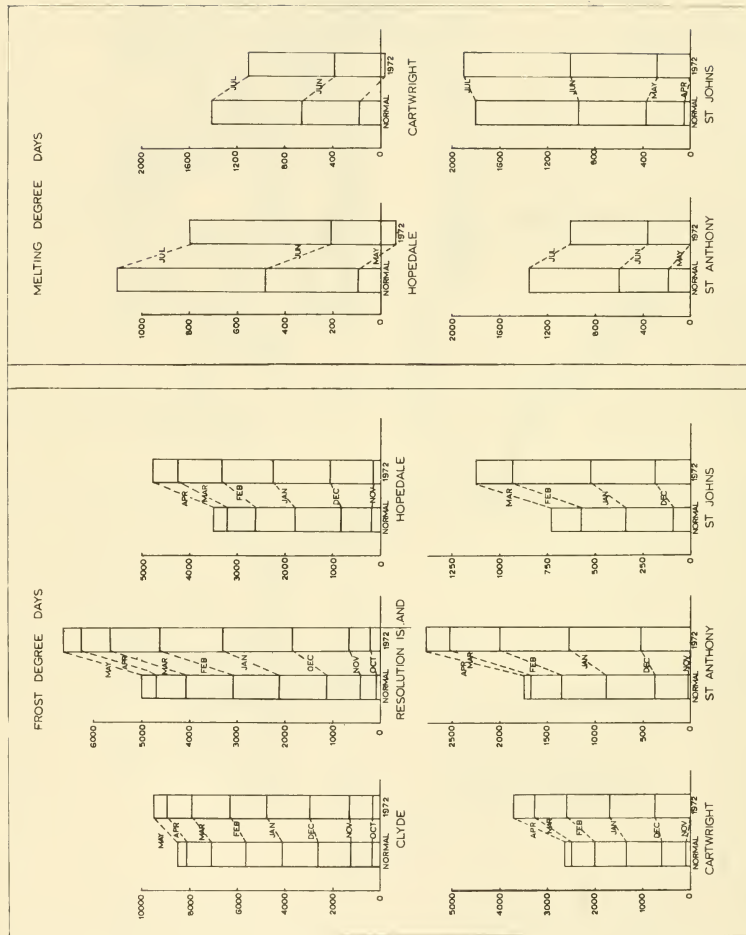 FROST DEGREE DAYS
10000
8000
6000
4000
2000
0
MAY
APR
MAR
FEB
JAN
DEC
NOV
OCT
NORMAL 1972
CLYDE
6000
5000
4000
3000
2000
1000
0
MAY
APR
MAR
FEB
JAN
DEC
NOV
OCT
NORMAL 1972
RESOLUTION ISLAND
5000
4000
3000
2000
1000
0
APR
MAR
FEB
JAN
DEC
NOV
NORMAL 1972
HOPEDALE
5000
4000
3000
2000
1000
0
APR
MAR
FEB
JAN
DEC
NOV
NORMAL 1972
CARTWRIGHT
2500
2000
1500
1000
500
0
APR
MAR
FEB
JAN
DEC
NOV
NORMAL 1972
ST ANTHONY
1250
1000
750
500
250
0
MAR
FEB
JAN
DEC
NORMAL 1972
ST JOHNS
MELTING DEGREE DAYS
1000
800
600
400
200
0
JUL
JUN
MAY
NORMAL 1972
HOPEDALE
2000
1600
1200
800
400
0
JUL
JUN
NORMAL 1972
CARTWRIGHT
2000
1600
1200
800
400
0
JUL
JUN
MAY
NORMAL 1972
ST ANTHONY
2000
1600
1200
800
400
0
JUL
JUN
MAY
APR
NORMAL 1972
ST JOHNS